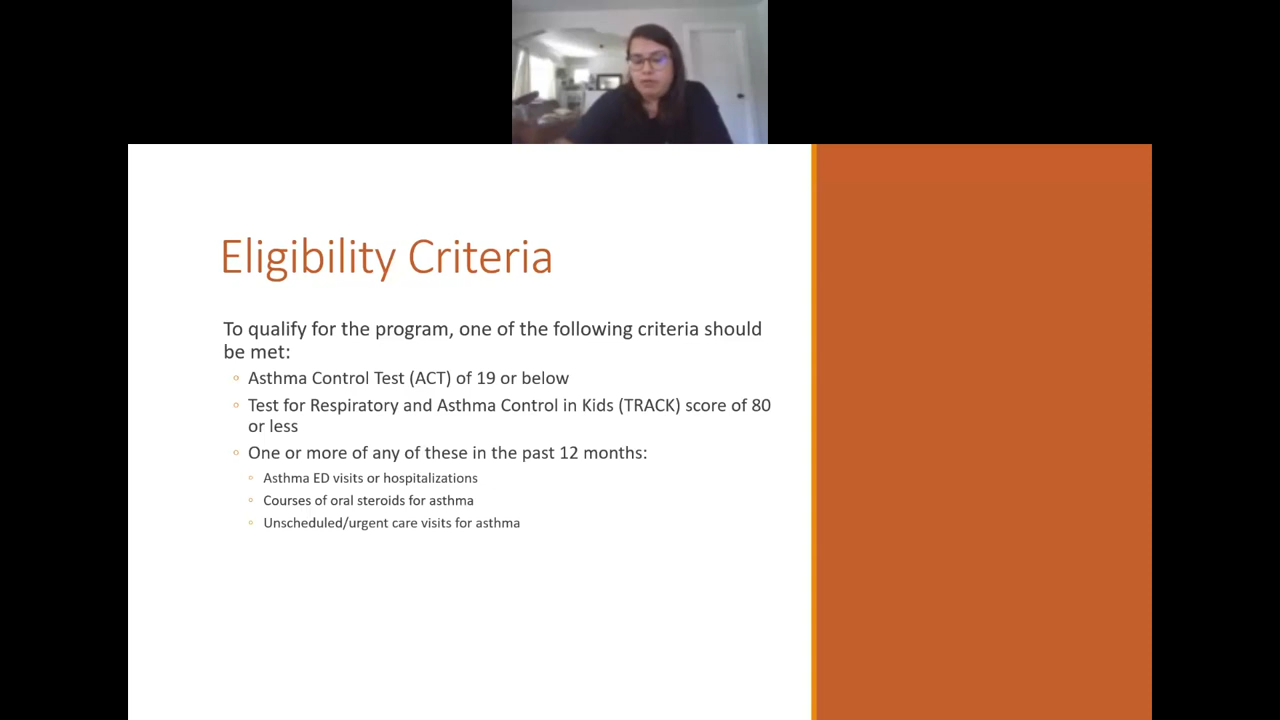 Eligibility Criteria
To qualify for the program, one of the following criteria should
be met:
Asthma Control Test (ACT) of 19 or below
Test for Respiratory and Asthma Control in Kids (TRACK) score of 80
or less
One or more of any of these in the past 12 months:
Asthma ED visits or hospitalizations
Courses of oral steroids for asthma
Unscheduled/urgent care visits for asthma